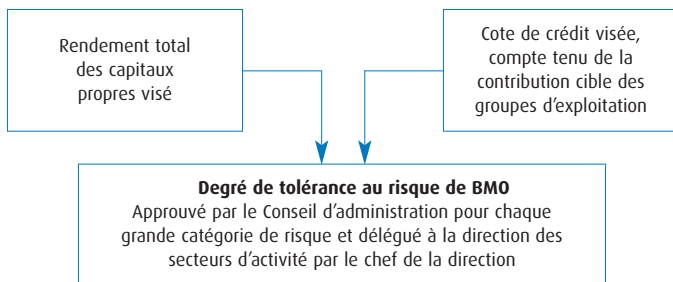 Rendement total
des capitaux
propres visé
Cote de crédit visée,
compte tenu de la
contribution cible des
groupes d'exploitation
Degré de tolérance au risque de BMO
Approuvé par le Conseil d'administration pour chaque
grande catégorie de risque et délégué à la direction des
secteurs d'activité par le chef de la direction